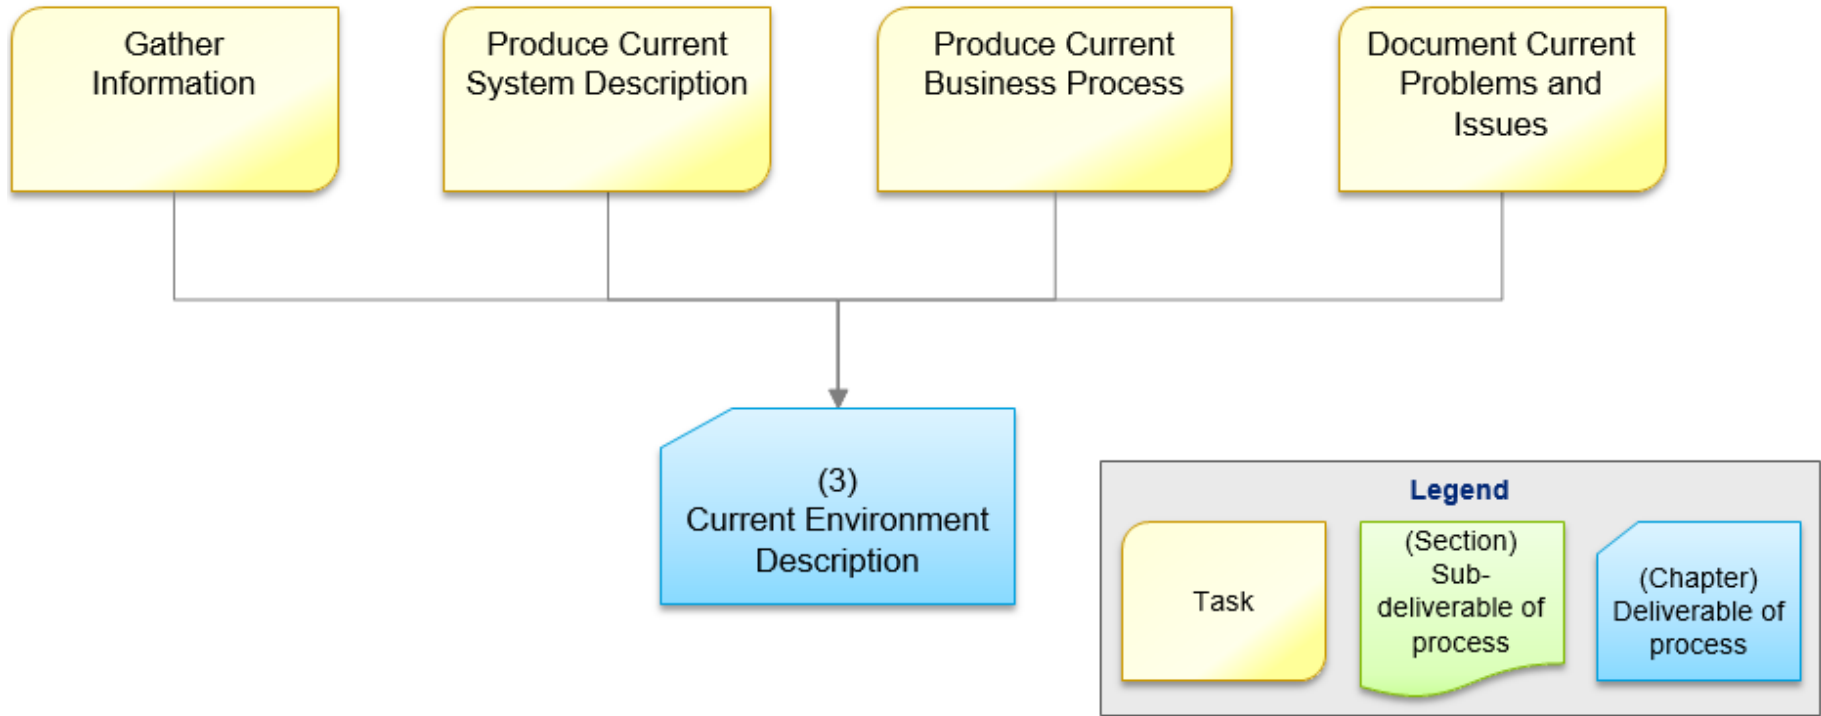 Gather
Information
Produce Current
System Description
Produce Current
Business Process
Document Current
Problems and
Issues
(3)
Current Environment
Description
Legend
Task
(Section)
Sub-
deliverable of
process
(Chapter)
Deliverable of
process